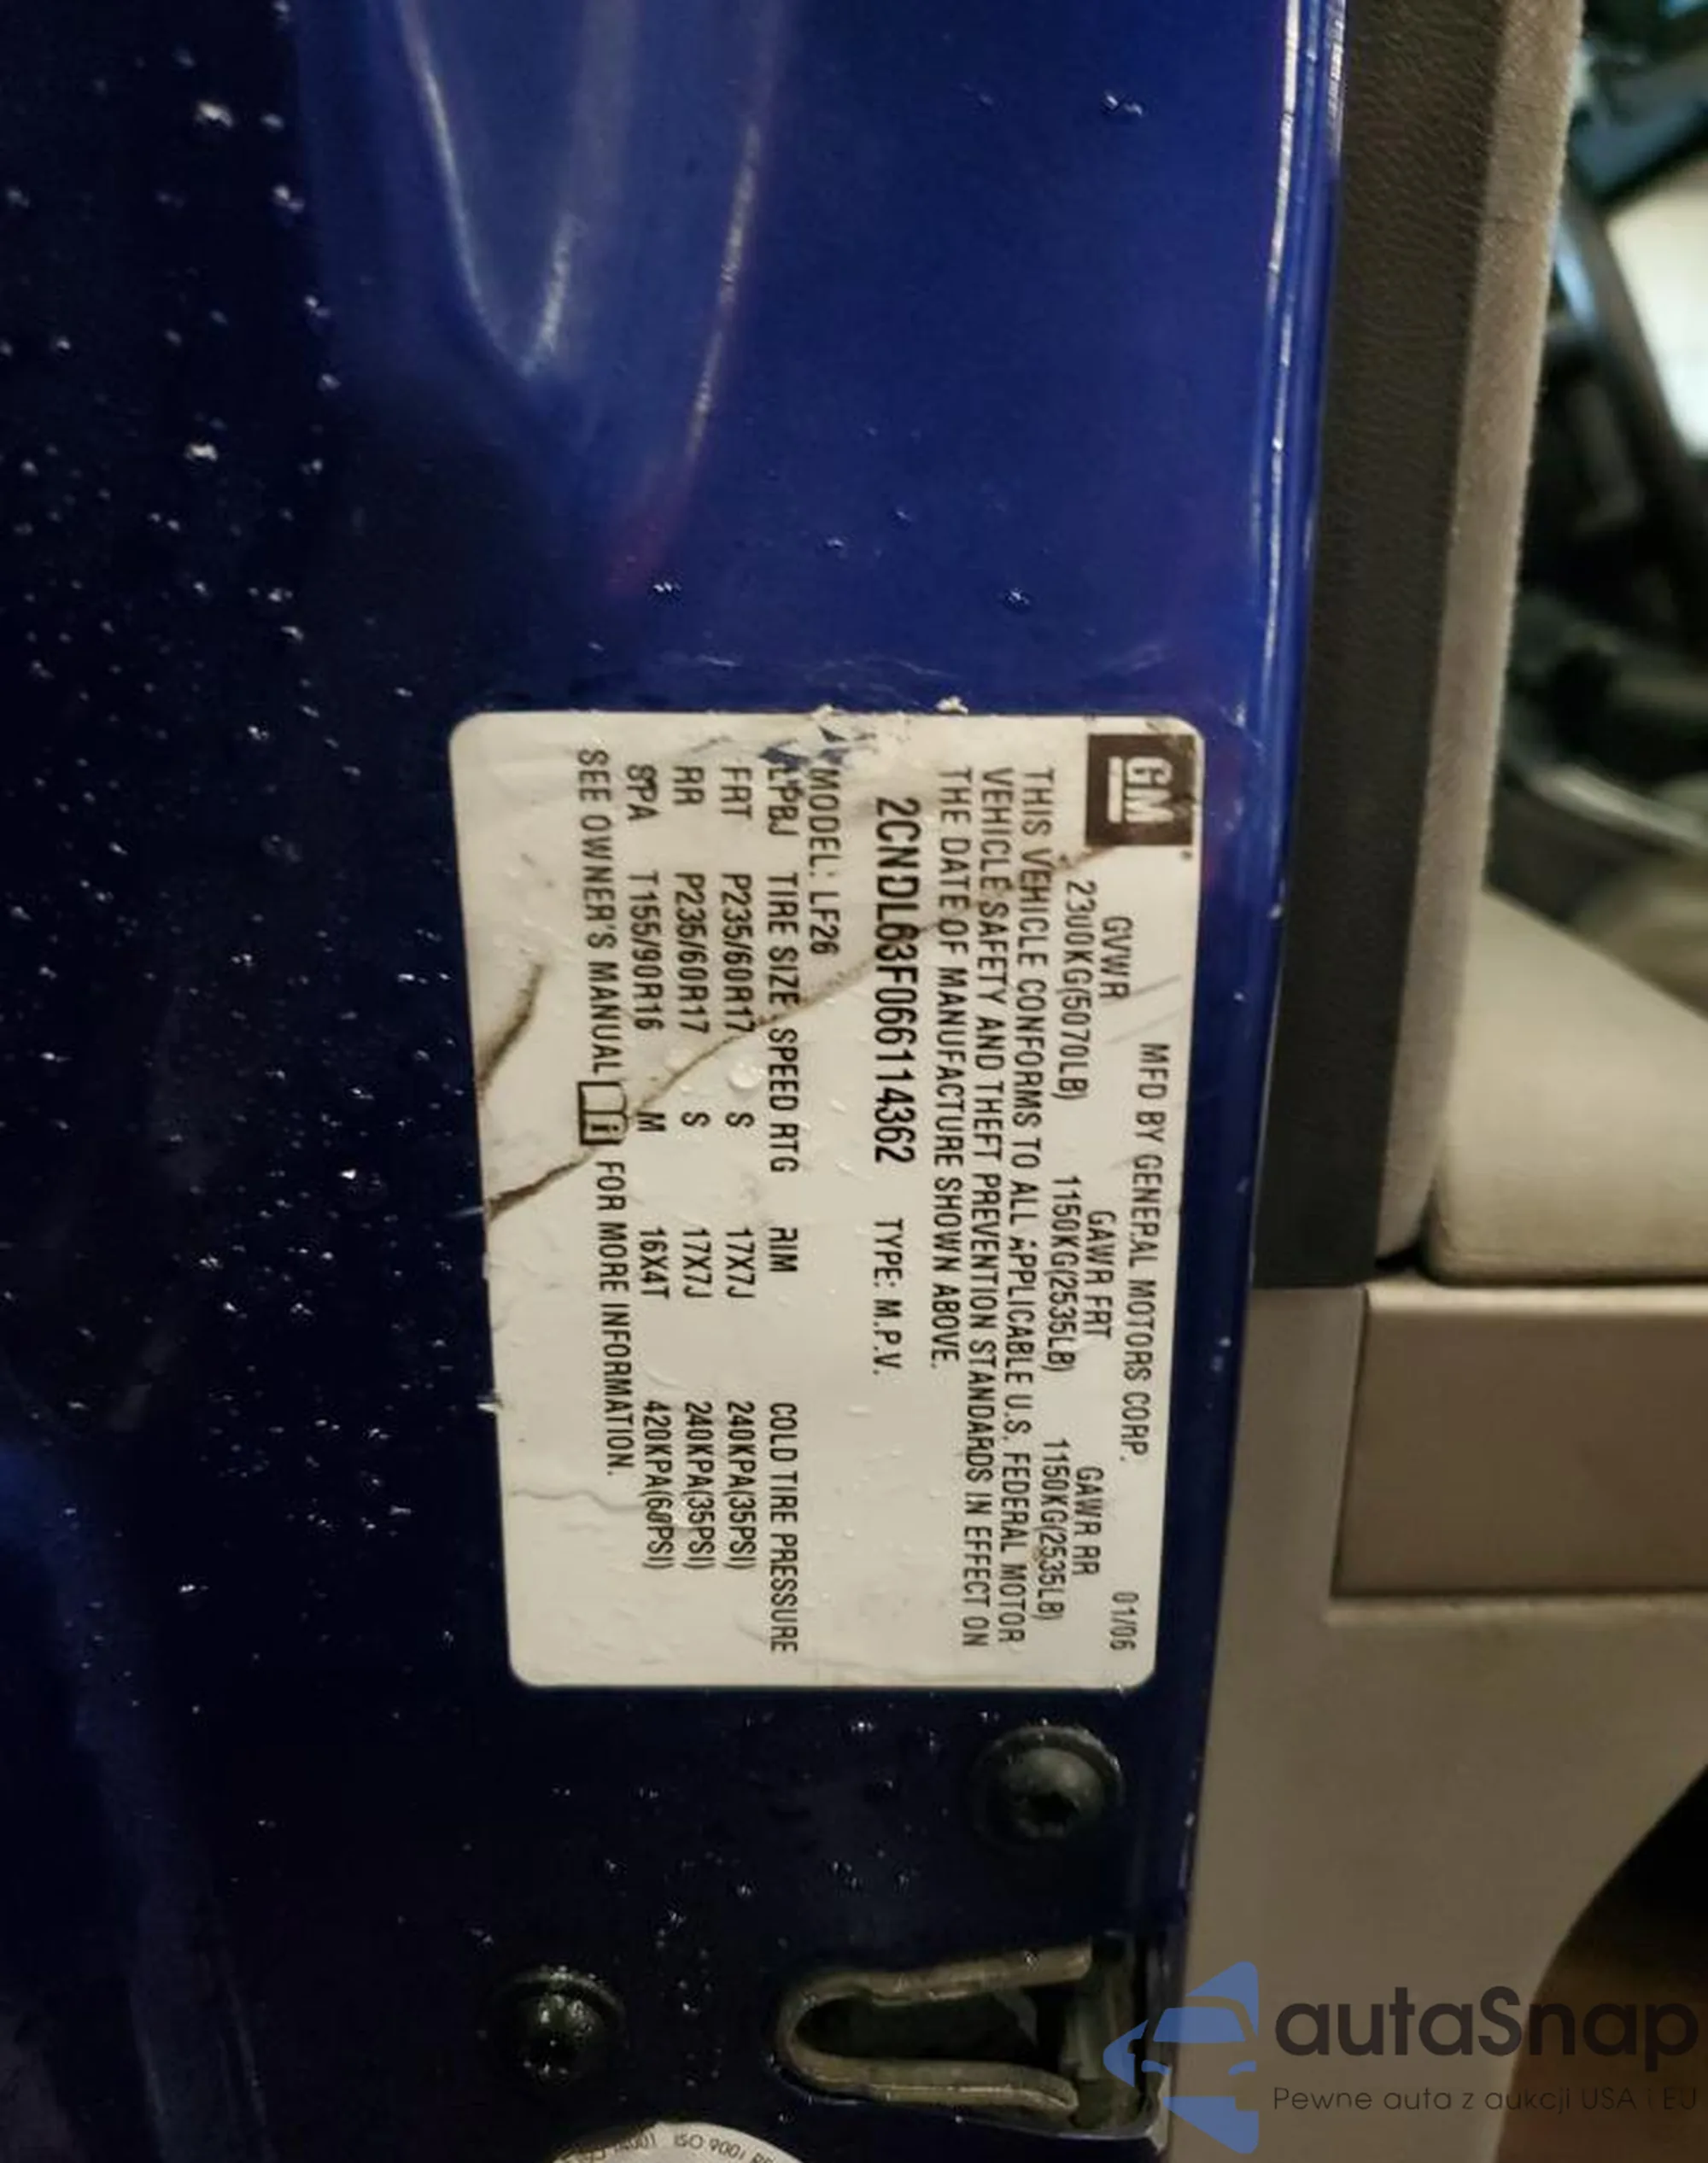 GM
MFD BY GENERAL MOTORS CORP. 01/06
GVWR GAWR FRT GAWR RR
2300KG(5070LB) 1150KG(2535LB) 1150KG(2535LB)
THIS VEHICLE CONFORMS TO ALL APPLICABLE U.S. FEDERAL MOTOR
VEHICLE SAFETY AND THEFT PREVENTION STANDARDS IN EFFECT ON
THE DATE OF MANUFACTURE SHOWN ABOVE.
2CNDL63F066114362 TYPE: M.P.V.
MODEL: LF26
LPBJ TIRE SIZE SPEED RTG RIM COLD TIRE PRESSURE
FRT P235/60R17 S 17X7J 240KPA(35PSI)
RR P235/60R17 S 17X7J 240KPA(35PSI)
SPA T155/90R16 M 16X4T 420KPA(60PSI)
SEE OWNER'S MANUAL i FOR MORE INFORMATION.
autaSnap
Pewne auta z aukcji USA i EU
ISO 9001